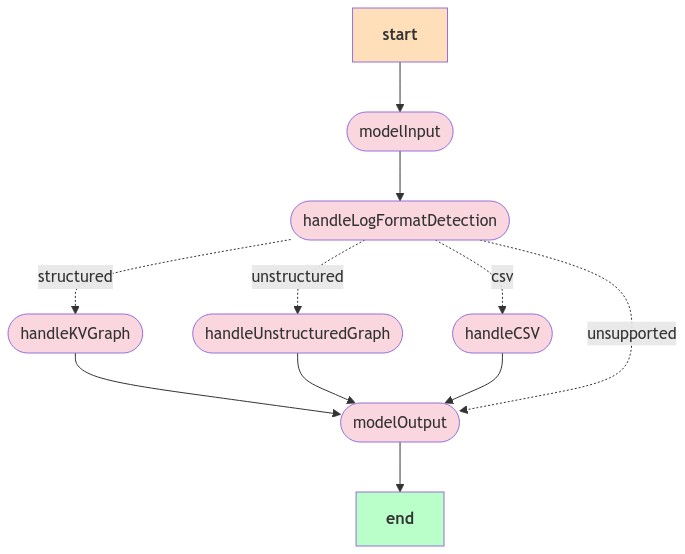 start
modelInput
handleLogFormatDetection
structured
unstructured
csv
handleKVGraph
handleUnstructuredGraph
handleCSV
unsupported
modelOutput
end